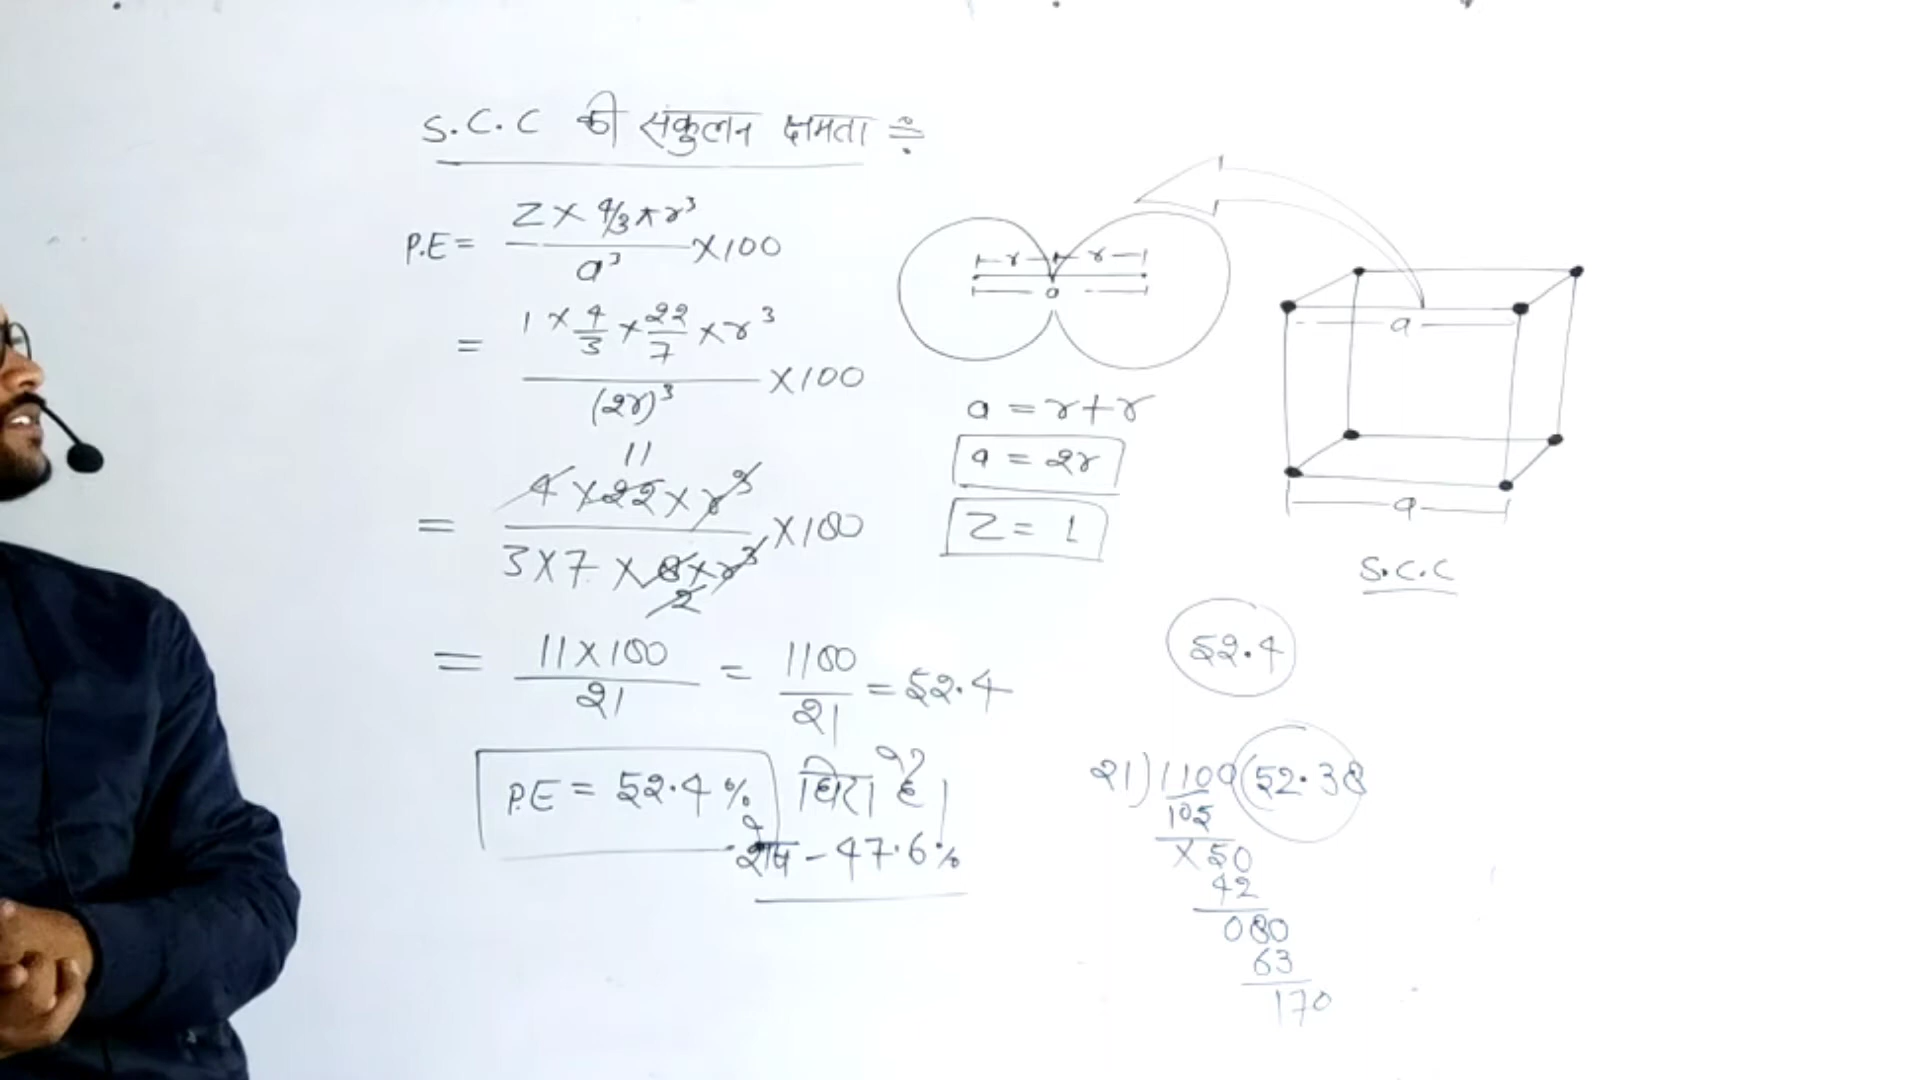 S.C.C की संकुलन क्षमता ÷
P.E = Z × 4/3 π r³ / a³ × 100
= 1 × 4/3 × 22/7 × r³ / (2r)³ × 100
11
= 4 × 22 × r³ / 3 × 7 × 8 × r³ × 100
2
= 11 × 100 / 21 = 1100 / 21 = 52.4
P.E = 52.4 % घिरा है।
शेष - 47.6 %
r r
a
a = r + r
a = 2r
Z = 1
a
a
S.C.C
52.4
21) 1100 (52.38
105
× 50
42
080
63
170